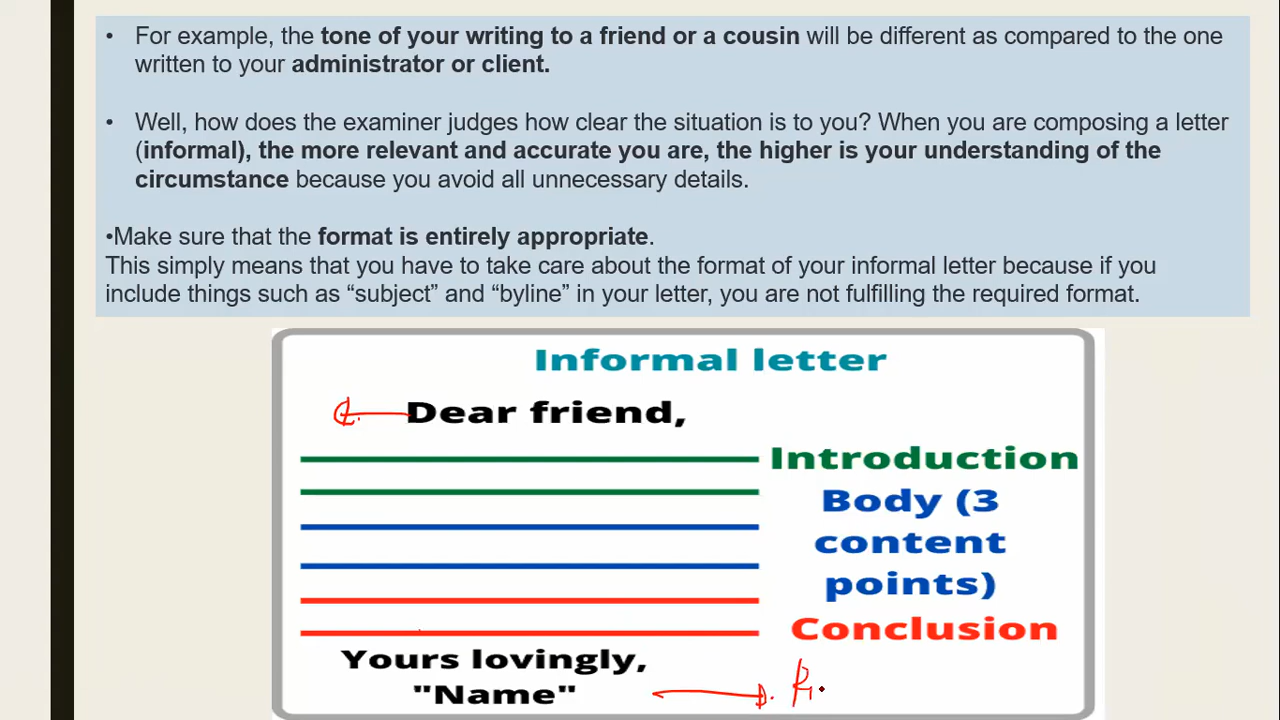 • For example, the tone of your writing to a friend or a cousin will be different as compared to the one
written to your administrator or client.
• Well, how does the examiner judges how clear the situation is to you? When you are composing a letter
(informal), the more relevant and accurate you are, the higher is your understanding of the
circumstance because you avoid all unnecessary details.
•Make sure that the format is entirely appropriate.
This simply means that you have to take care about the format of your informal letter because if you
include things such as “subject” and “byline” in your letter, you are not fulfilling the required format.
Informal letter
Dear friend,
Introduction
Body (3
content
points)
Conclusion
Yours lovingly,
"Name"